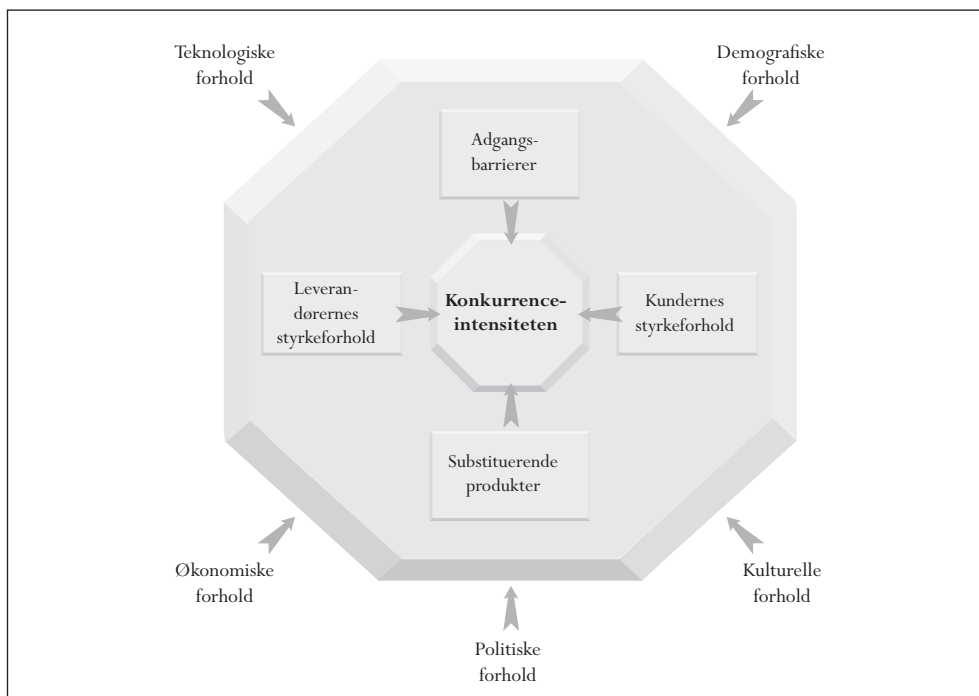 Teknologiske
forhold
Demografiske
forhold
Adgangs-
barrierer
Leveran-
dørernes
styrkeforhold
Konkurrence-
intensiteten
Kundernes
styrkeforhold
Substituerende
produkter
Økonomiske
forhold
Kulturelle
forhold
Politiske
forhold